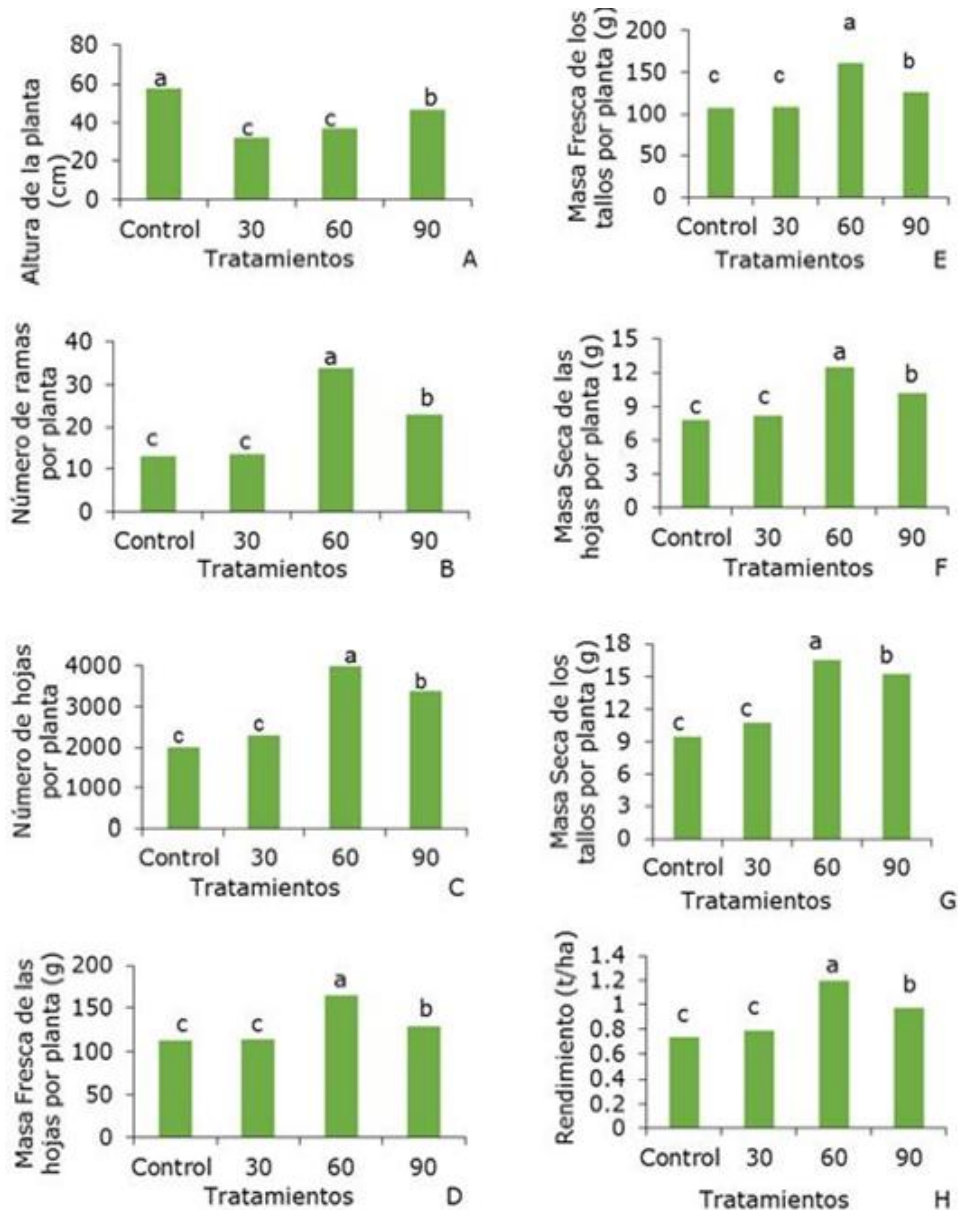 Altura de la planta
(cm)
80
60
40
20
0
a
c
c
b
Control 30 60 90
Tratamientos
A
Número de ramas
por planta
40
30
20
10
0
c
c
a
b
Control 30 60 90
Tratamientos
B
Número de hojas
por planta
4000
3000
2000
1000
0
c
c
a
b
Control 30 60 90
Tratamientos
C
Masa Fresca de las
hojas por planta (g)
200
150
100
50
0
c
c
a
b
Control 30 60 90
Tratamientos
D
Masa Fresca de los
tallos por planta (g)
200
150
100
50
0
c
c
a
b
Control 30 60 90
Tratamientos
E
Masa Seca de las
hojas por planta (g)
15
12
9
6
3
0
c
c
a
b
Control 30 60 90
Tratamientos
F
Masa Seca de los
tallos por planta (g)
18
15
12
9
6
3
0
c
c
a
b
Control 30 60 90
Tratamientos
G
Rendimiento (t/ha)
1.4
1.2
1
0.8
0.6
0.4
0.2
0
c
c
a
b
Control 30 60 90
Tratamientos
H